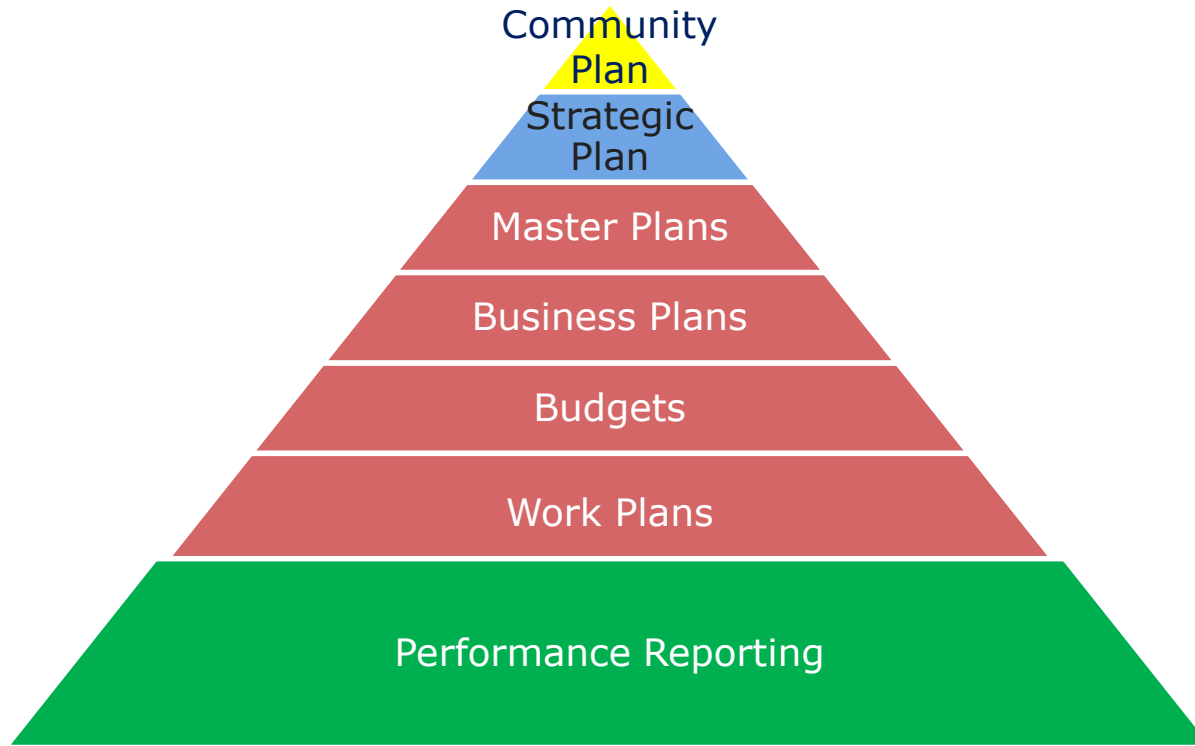 Community
Plan
Strategic
Plan
Master Plans
Business Plans
Budgets
Work Plans
Performance Reporting